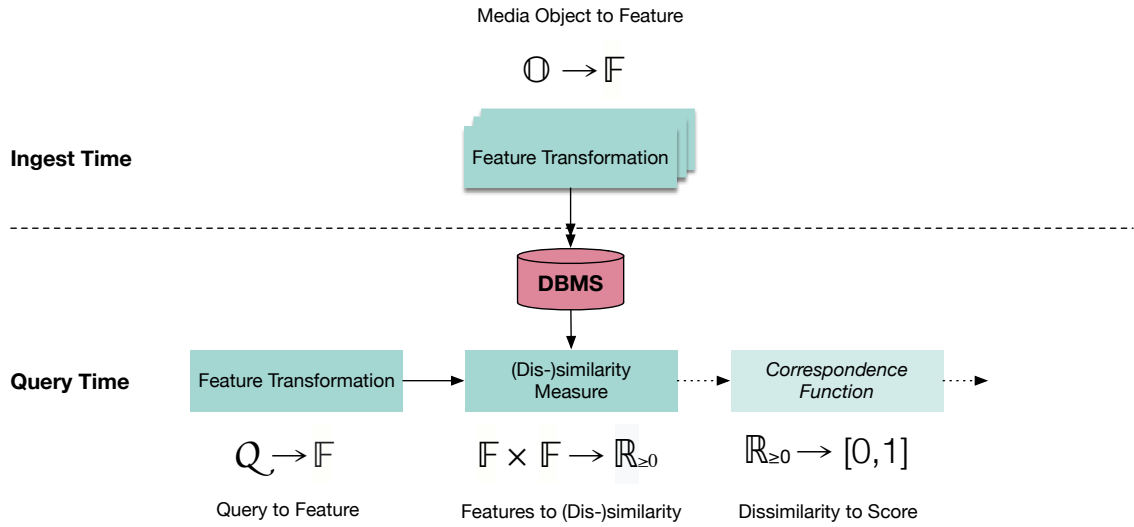 Media Object to Feature
𝕆 → 𝔽
Ingest Time
Feature Transformation
DBMS
Query Time
Feature Transformation
(Dis-)similarity
Measure
Correspondence
Function
𝒬 → 𝔽
𝔽 × 𝔽 → ℝ≥0
ℝ≥0 → [0,1]
Query to Feature
Features to (Dis-)similarity
Dissimilarity to Score